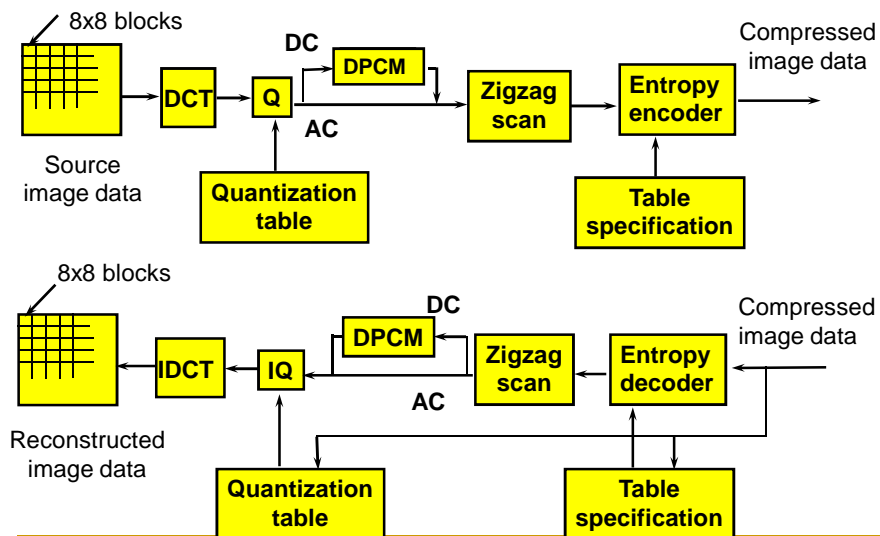 8x8 blocks
DC
DPCM
Compressed
image data
DCT
Q
AC
Zigzag
scan
Entropy
encoder
Source
image data
Quantization
table
Table
specification
8x8 blocks
DC
DPCM
Compressed
image data
IDCT
IQ
AC
Zigzag
scan
Entropy
decoder
Reconstructed
image data
Quantization
table
Table
specification